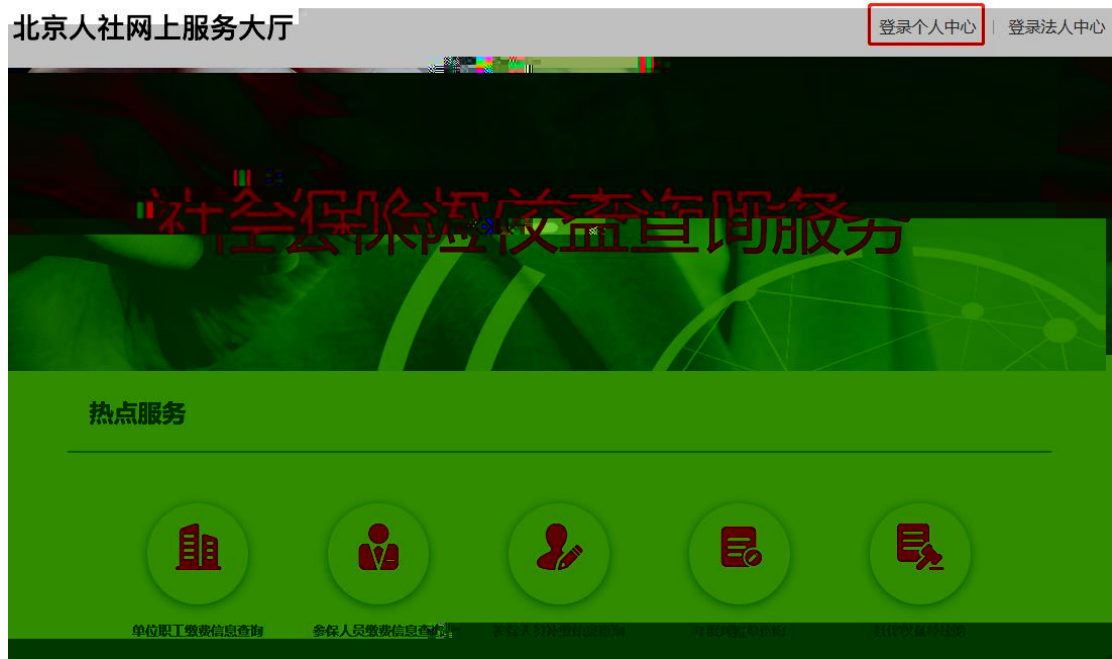 北京人社网上服务大厅
登录个人中心 | 登录法人中心
社会保险权益查询服务
热点服务
单位职工缴费信息查询 参保人员缴费信息查询